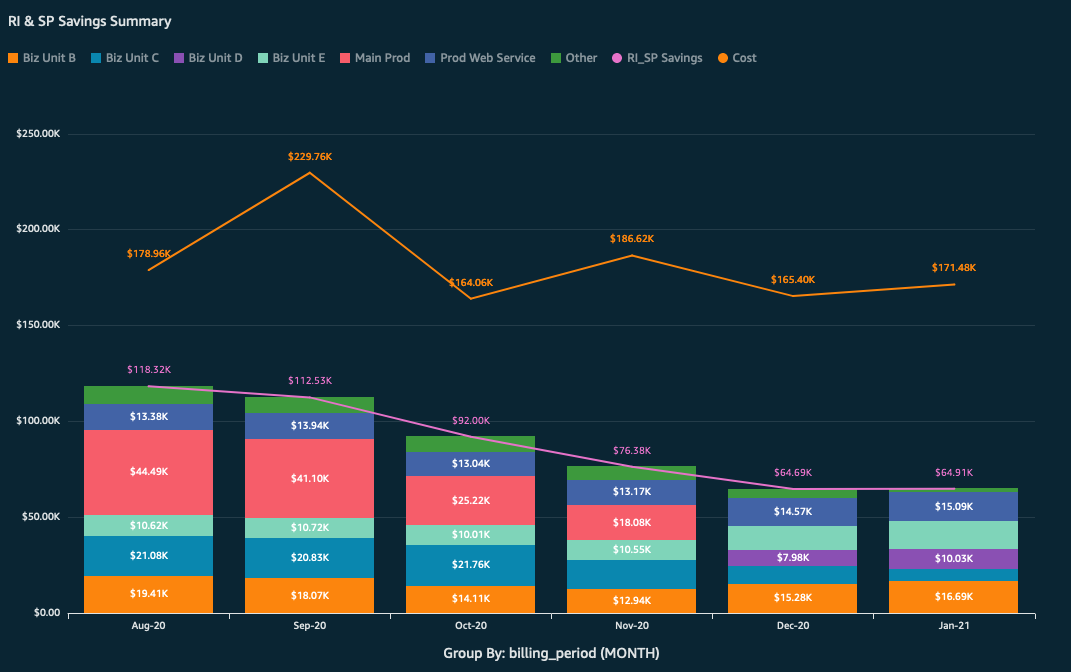 RI & SP Savings Summary
Biz Unit B Biz Unit C Biz Unit D Biz Unit E Main Prod Prod Web Service Other RI_SP Savings Cost
$250.00K
$229.76K
$200.00K
$178.96K
$164.06K
$186.62K
$165.40K
$171.48K
$150.00K
$118.32K
$112.53K
$92.00K
$76.38K
$64.69K
$64.91K
$100.00K
$13.38K
$13.94K
$13.04K
$13.17K
$14.57K
$15.09K
$44.49K
$41.10K
$25.22K
$18.08K
$50.00K
$10.62K
$10.72K
$10.01K
$10.55K
$7.98K
$10.03K
$21.08K
$20.83K
$21.76K
$19.41K
$18.07K
$14.11K
$12.94K
$15.28K
$16.69K
$0.00
Aug-20 Sep-20 Oct-20 Nov-20 Dec-20 Jan-21
Group By: billing_period (MONTH)